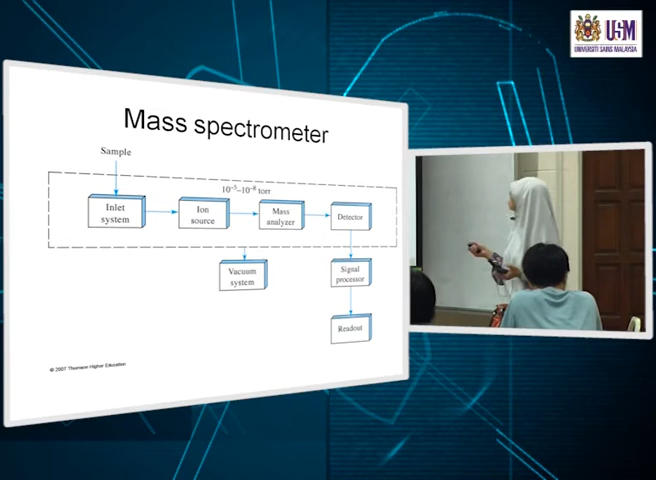 USM
UNIVERSITI SAINS MALAYSIA
Mass spectrometer
Sample
10⁻⁵–10⁻⁸ torr
Inlet
system
Ion
source
Mass
analyzer
Detector
Vacuum
system
Signal
processor
Readout
© 2007 Thomson Higher Education